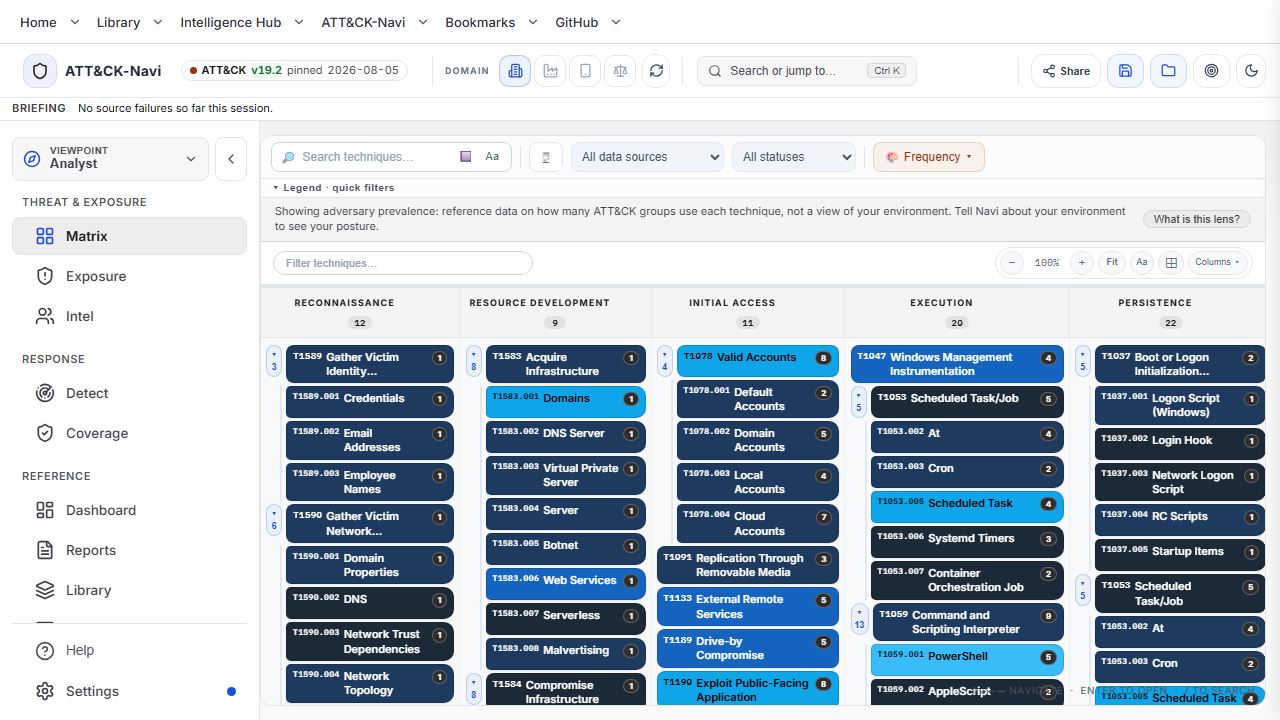 Home Library Intelligence Hub ATT&CK-Navi Bookmarks GitHub
ATT&CK-Navi ATT&CK v19.2 pinned 2026-08-05 DOMAIN Search or jump to... Ctrl K Share
BRIEFING No source failures so far this session.
VIEWPOINT
Analyst
THREAT & EXPOSURE
Matrix
Exposure
Intel
RESPONSE
Detect
Coverage
REFERENCE
Dashboard
Reports
Library
Help
Settings
Search techniques... Aa All data sources All statuses Frequency
Legend · quick filters
Showing adversary prevalence: reference data on how many ATT&CK groups use each technique, not a view of your environment. Tell Navi about your environment
to see your posture.
What is this lens?
Filter techniques... − 100% + Fit Aa Columns
RECONNAISSANCE
12
3
T1589 Gather Victim
Identity... 1
T1589.001 Credentials 1
T1589.002 Email
Addresses 1
T1589.003 Employee
Names 1
6
T1590 Gather Victim
Network... 1
T1590.001 Domain
Properties 1
T1590.002 DNS 1
T1590.003 Network Trust
Dependencies 1
T1590.004 Network
Topology 1
RESOURCE DEVELOPMENT
9
8
T1583 Acquire
Infrastructure 1
T1583.001 Domains 1
T1583.002 DNS Server 1
T1583.003 Virtual Private
Server 1
T1583.004 Server 1
T1583.005 Botnet 1
T1583.006 Web Services 1
T1583.007 Serverless 1
T1583.008 Malvertising 1
8
T1584 Compromise
Infrastructure 1
INITIAL ACCESS
11
4
T1078 Valid Accounts 8
T1078.001 Default
Accounts 2
T1078.002 Domain
Accounts 5
T1078.003 Local
Accounts 4
T1078.004 Cloud
Accounts 7
T1091 Replication Through
Removable Media 3
T1133 External Remote
Services 5
T1189 Drive-by
Compromise 5
T1190 Exploit Public-Facing
Application 8
EXECUTION
20
T1047 Windows Management
Instrumentation 4
5
T1053 Scheduled Task/Job 5
T1053.002 At 4
T1053.003 Cron 2
T1053.005 Scheduled Task 4
T1053.006 Systemd Timers 3
T1053.007 Container
Orchestration Job 2
13
T1059 Command and
Scripting Interpreter 9
T1059.001 PowerShell 5
T1059.002 AppleScript 2
PERSISTENCE
22
5
T1037 Boot or Logon
Initialization... 2
T1037.001 Logon Script
(Windows) 1
T1037.002 Login Hook 1
T1037.003 Network Logon
Script 1
T1037.004 RC Scripts 1
T1037.005 Startup Items 1
5
T1053 Scheduled
Task/Job 5
T1053.002 At 4
T1053.003 Cron 2
T1053.005 Scheduled Task 4
NAVIGATE · ENTER TO OPEN · / TO SEARCH